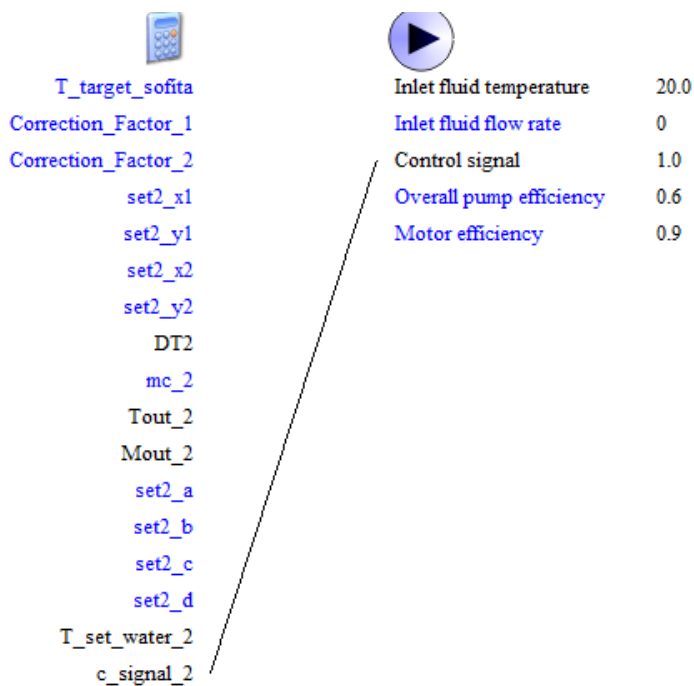 T_target_sofita
Correction_Factor_1
Correction_Factor_2
set2_x1
set2_y1
set2_x2
set2_y2
DT2
mc_2
Tout_2
Mout_2
set2_a
set2_b
set2_c
set2_d
T_set_water_2
c_signal_2
Inlet fluid temperature 20.0
Inlet fluid flow rate 0
Control signal 1.0
Overall pump efficiency 0.6
Motor efficiency 0.9